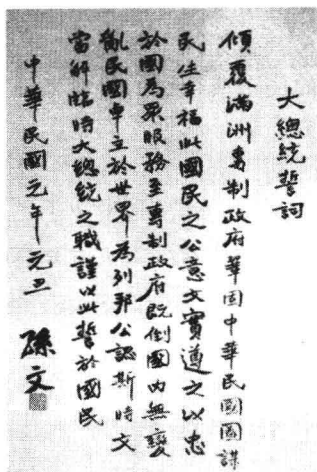 大總統誓詞
傾覆滿洲專制政府鞏固中華民國圖謀
民生幸福此國民之公意文實遵之以忠
於國為眾服務至專制政府既倒國內無變
亂民國卓立於世界為列邦公認斯時文
當解臨時大總統之職謹以此誓於國民
中華民國元年元旦 孫文